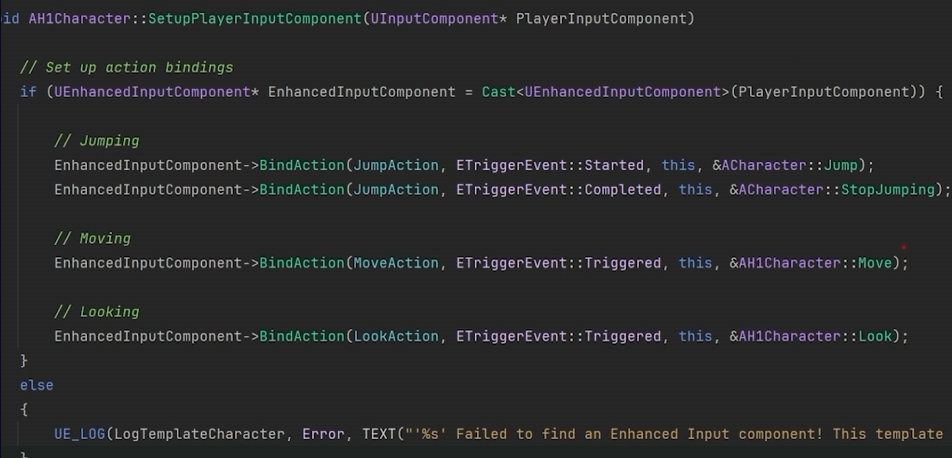 id AH1Character::SetupPlayerInputComponent(UInputComponent* PlayerInputComponent)
// Set up action bindings
if (UEnhancedInputComponent* EnhancedInputComponent = Cast<UEnhancedInputComponent>(PlayerInputComponent)) {
// Jumping
EnhancedInputComponent->BindAction(JumpAction, ETriggerEvent::Started, this, &ACharacter::Jump);
EnhancedInputComponent->BindAction(JumpAction, ETriggerEvent::Completed, this, &ACharacter::StopJumping);
// Moving
EnhancedInputComponent->BindAction(MoveAction, ETriggerEvent::Triggered, this, &AH1Character::Move);
// Looking
EnhancedInputComponent->BindAction(LookAction, ETriggerEvent::Triggered, this, &AH1Character::Look);
}
else
{
UE_LOG(LogTemplateCharacter, Error, TEXT("'%s' Failed to find an Enhanced Input component! This template
}